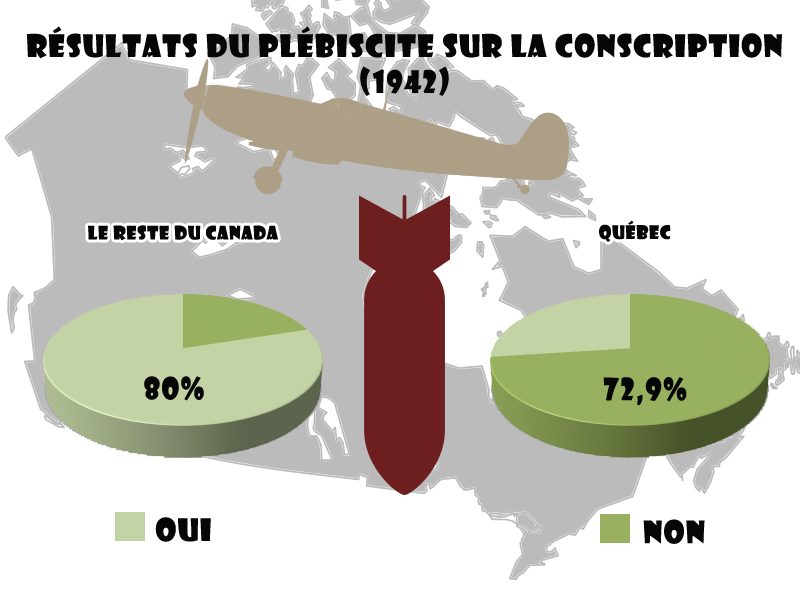 RÉSULTATS DU PLÉBISCITE SUR LA CONSCRIPTION
(1942)
LE RESTE DU CANADA
QUÉBEC
80%
72,9%
OUI
NON